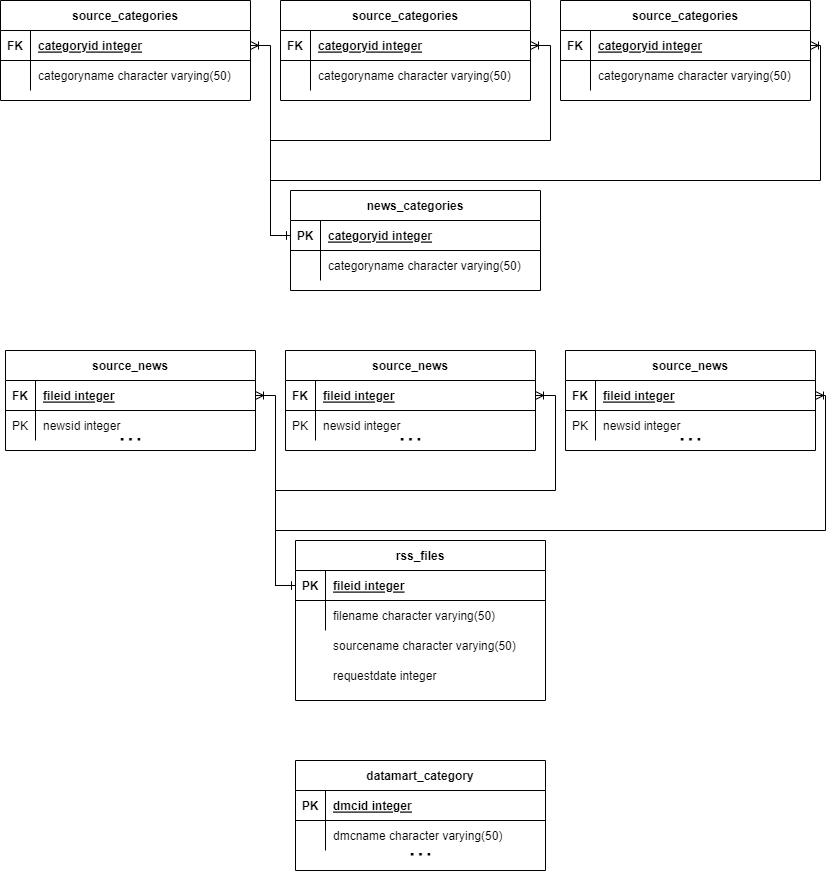 source_categories
FK categoryid integer
categoryname character varying(50)
source_categories
FK categoryid integer
categoryname character varying(50)
source_categories
FK categoryid integer
categoryname character varying(50)
news_categories
PK categoryid integer
categoryname character varying(50)
source_news
FK fileid integer
PK newsid integer
...
source_news
FK fileid integer
PK newsid integer
...
source_news
FK fileid integer
PK newsid integer
...
rss_files
PK fileid integer
filename character varying(50)
sourcename character varying(50)
requestdate integer
datamart_category
PK dmcid integer
dmcname character varying(50)
...